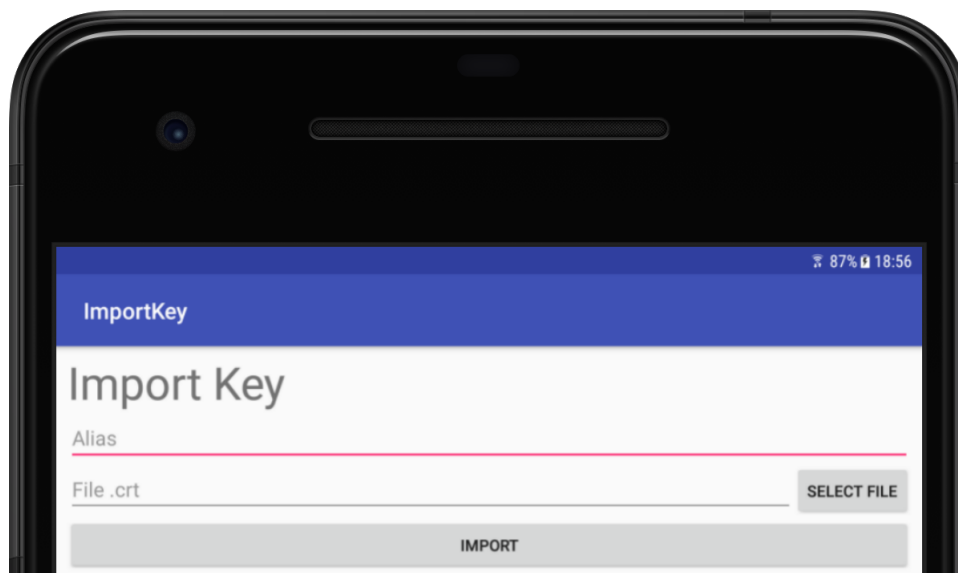 87% 18:56
ImportKey
Import Key
Alias
File .crt
SELECT FILE
IMPORT